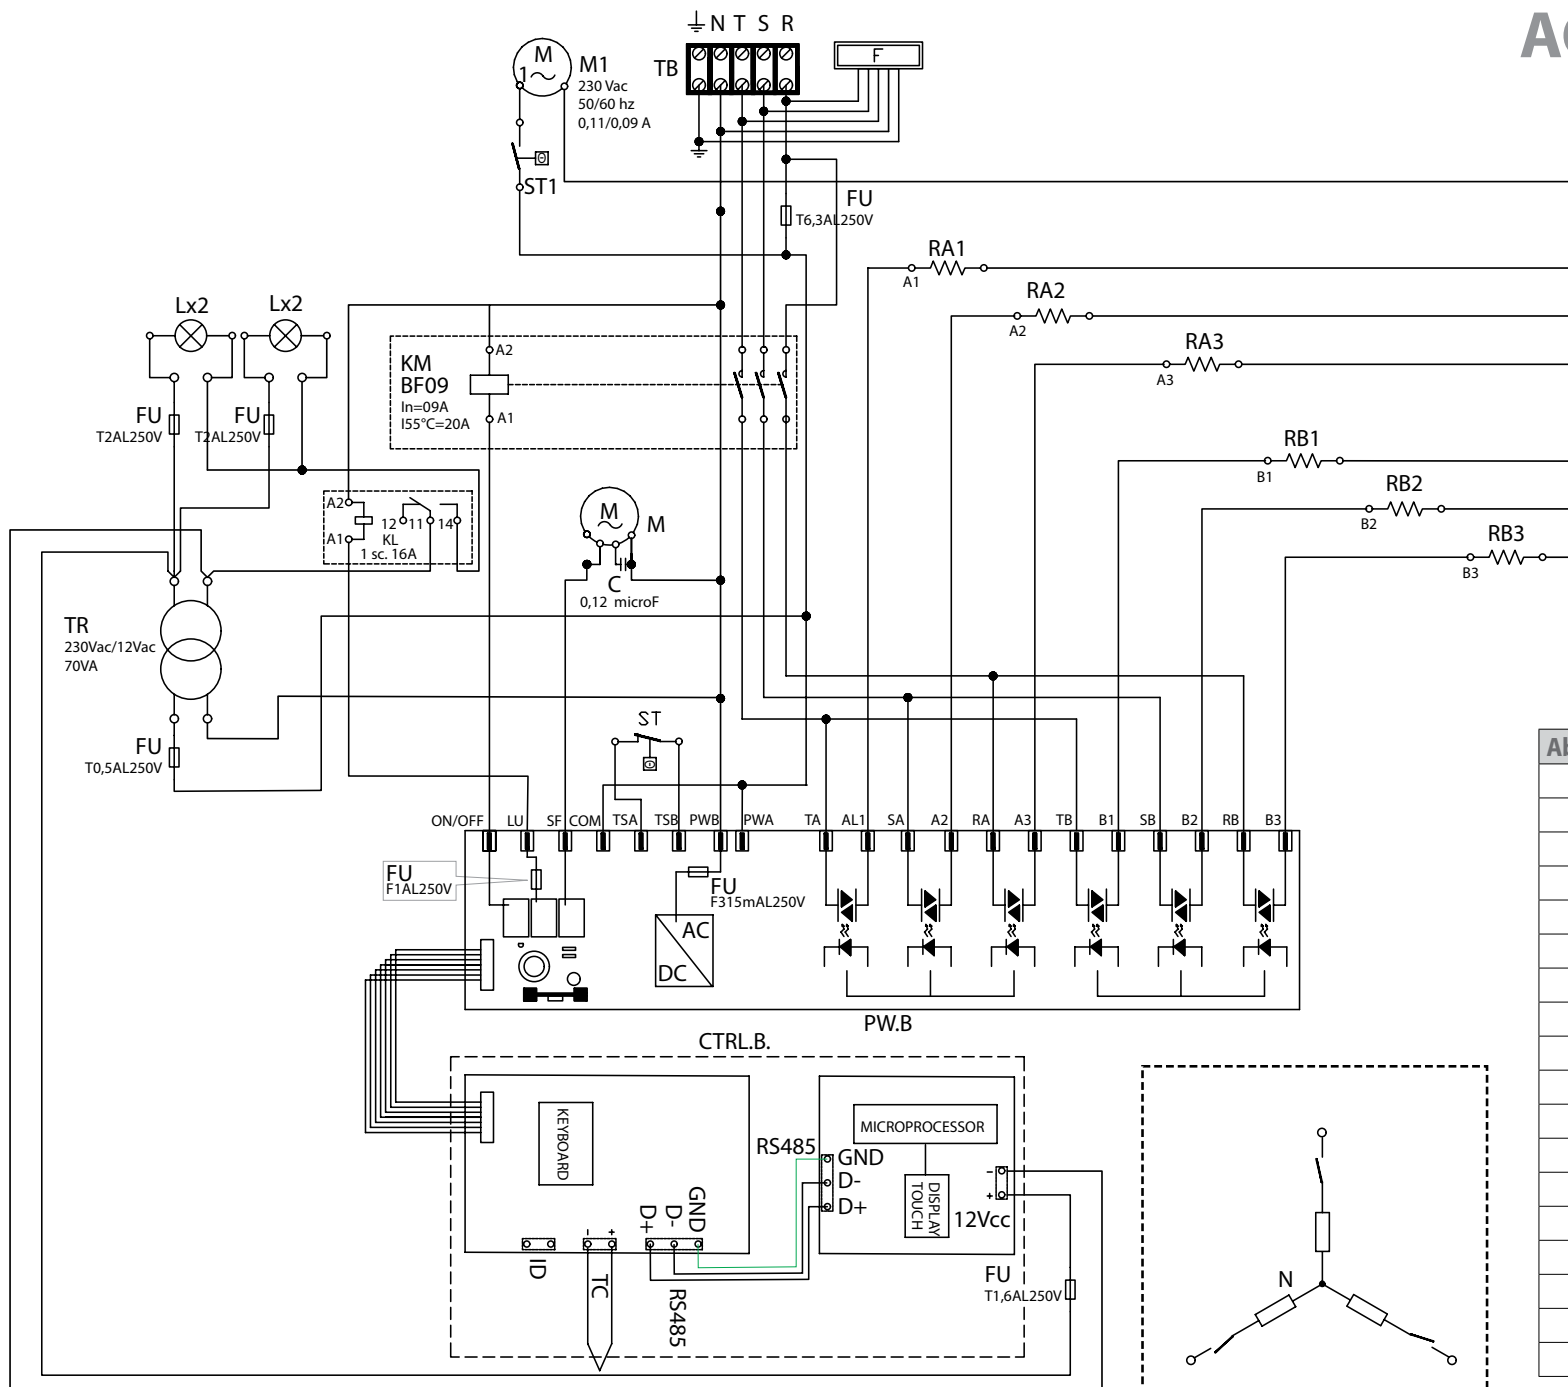 AC
N T S R
TB
F
M
1
M1
230 Vac
50/60 hz
0,11/0,09 A
ST1
FU
T6,3AL250V
RA1
A1
RA2
A2
RA3
A3
RB1
B1
RB2
B2
RB3
B3
Lx2
Lx2
FU
T2AL250V
FU
T2AL250V
KM
BF09
In=09A
I55°C=20A
A2
A1
A2
A1
12 11 14
KL
1 sc. 16A
M
M
C
0,12 microF
TR
230Vac/12Vac
70VA
FU
T0,5AL250V
ST
ON/OFF LU SF COM TSA TSB PWB PWA TA AL1 SA A2 RA A3 TB B1 SB B2 RB B3
FU
F1AL250V
FU
F315mAL250V
AC
DC
PW.B
CTRL.B.
KEYBOARD
MICROPROCESSOR
DISPLAY
TOUCH
RS485
GND
D-
D+
-
+
12Vcc
D+
D-
GND
- +
ID
TC
RS485
FU
T1,6AL250V
N